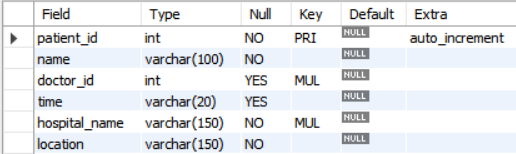 Field Type Null Key Default Extra
patient_id int NO PRI NULL auto_increment
name varchar(100) NO NULL
doctor_id int YES MUL NULL
time varchar(20) YES NULL
hospital_name varchar(150) NO MUL NULL
location varchar(150) NO NULL